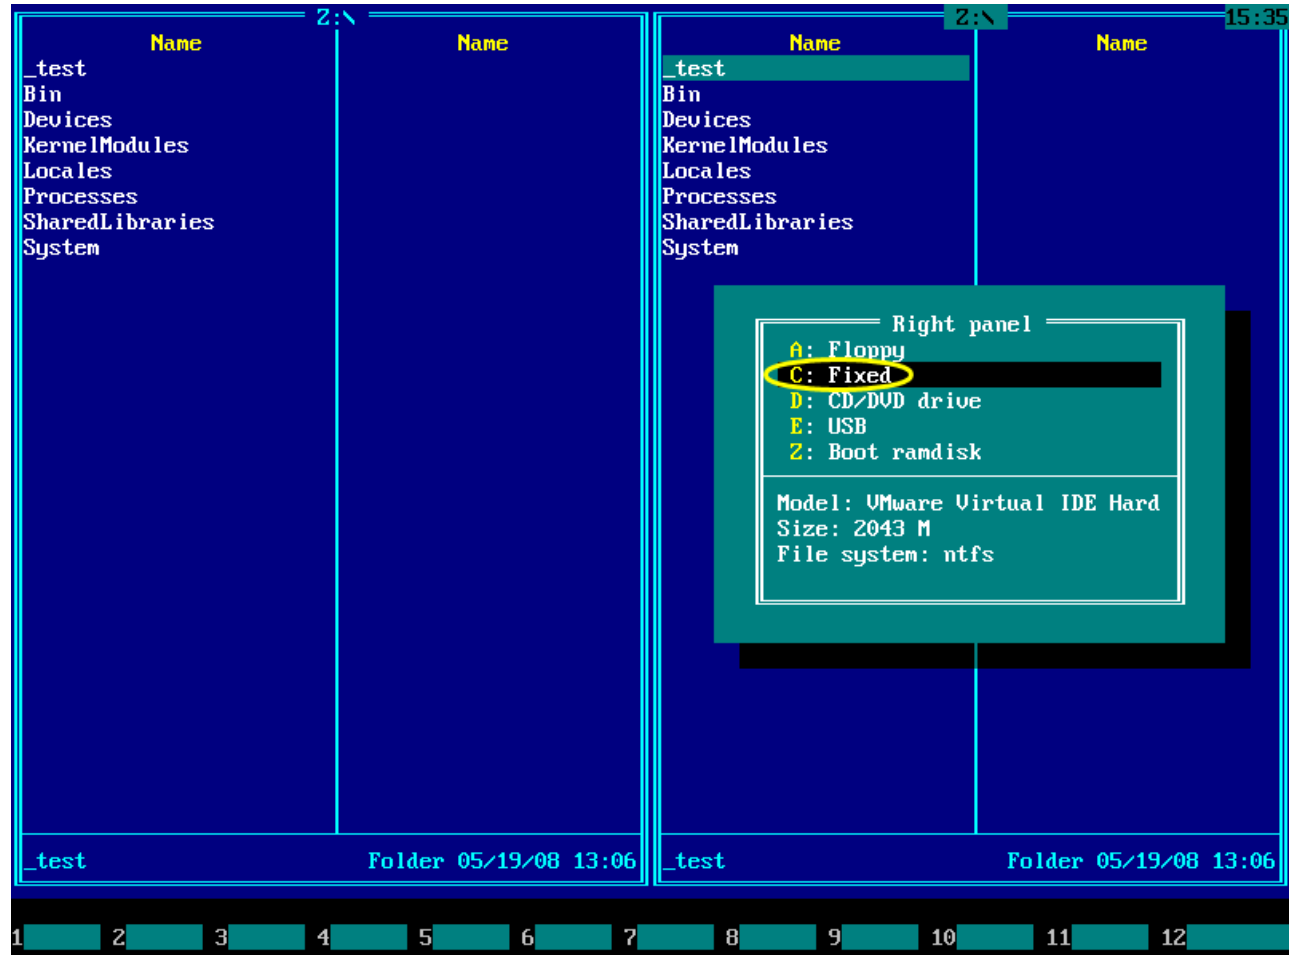 Z:\
Name Name
_test
Bin
Devices
KernelModules
Locales
Processes
SharedLibraries
System
_test Folder 05/19/08 13:06
Z:\ 15:35
Name Name
_test
Bin
Devices
KernelModules
Locales
Processes
SharedLibraries
System
Right panel
A: Floppy
C: Fixed
D: CD/DVD drive
E: USB
Z: Boot ramdisk
Model: VMware Virtual IDE Hard
Size: 2043 M
File system: ntfs
_test Folder 05/19/08 13:06
1 2 3 4 5 6 7 8 9 10 11 12